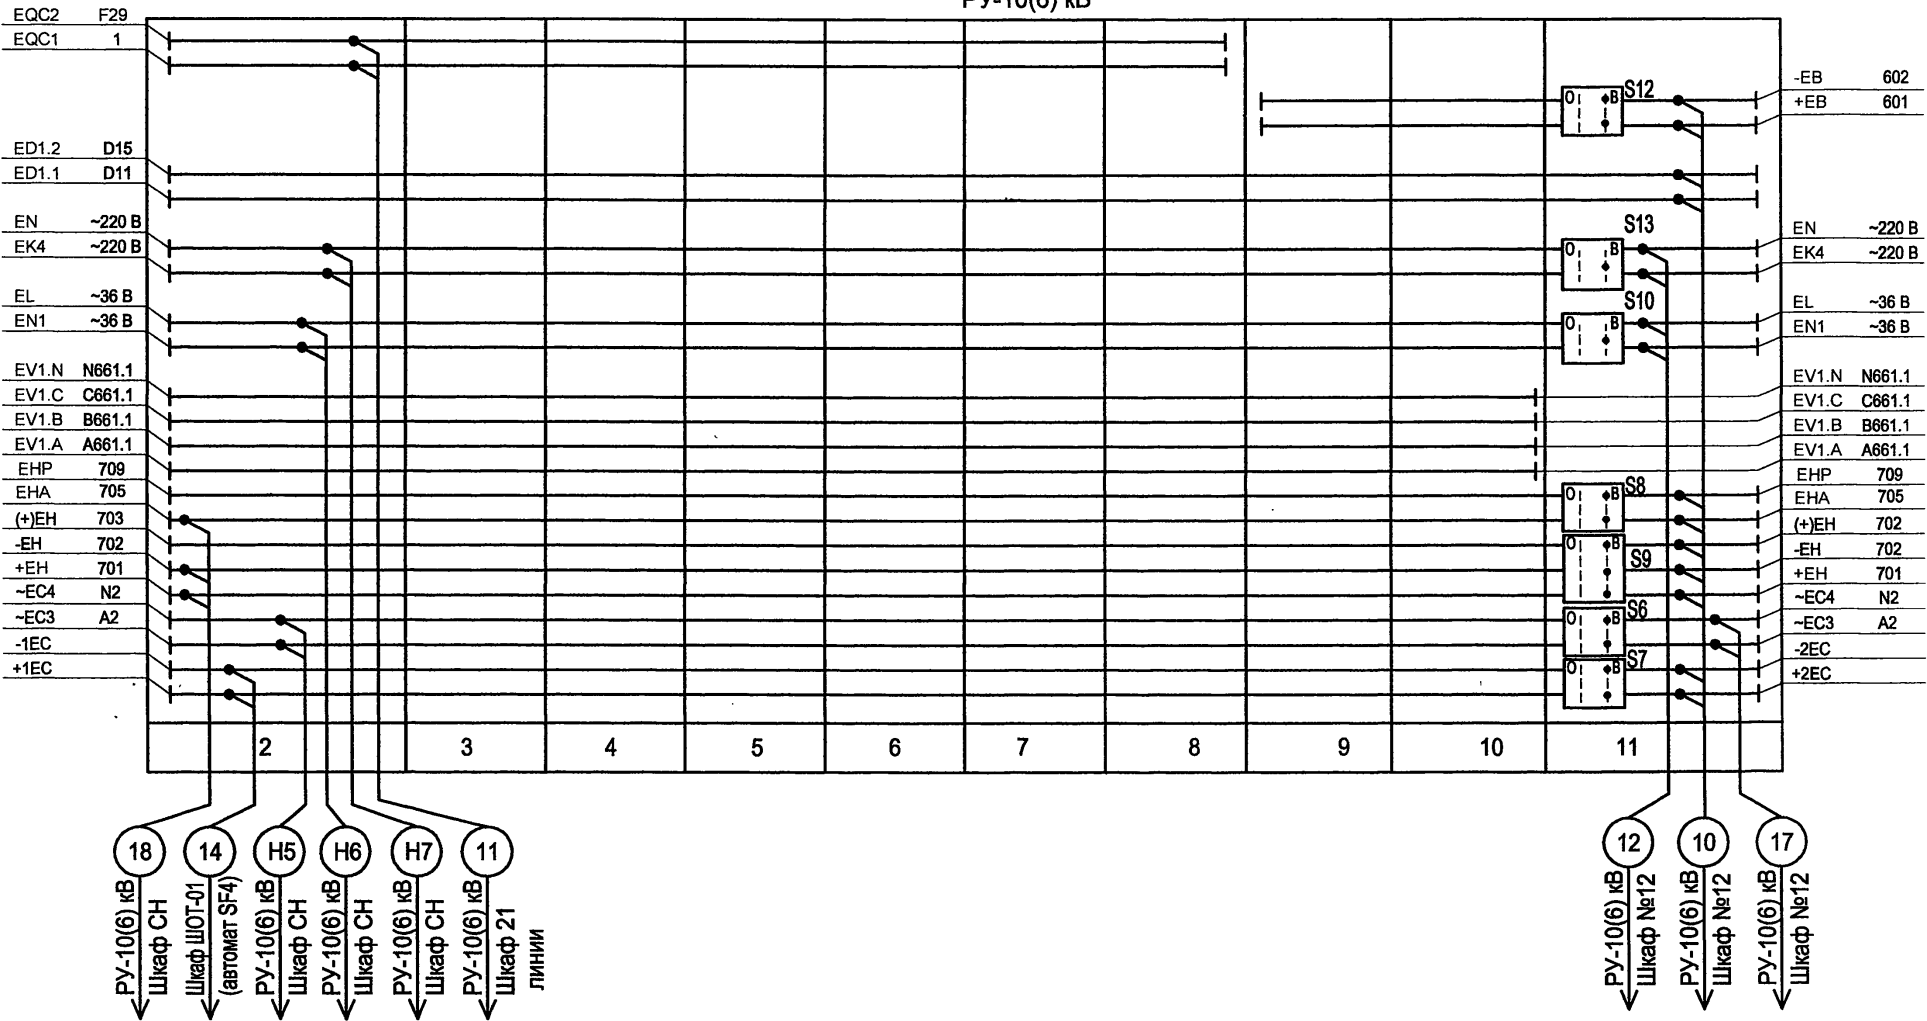 РУ-10(6) кВ
EQC2 F29
EQC1 1
ED1.2 D15
ED1.1 D11
EN ~220 В
EK4 ~220 В
EL ~36 В
EN1 ~36 В
EV1.N N661.1
EV1.C C661.1
EV1.B B661.1
EV1.A A661.1
EHP 709
EHA 705
(+)EH 703
-EH 702
+EH 701
~EC4 N2
~EC3 A2
-1EC
+1EC
O В S12
S13
O В
S10
O В
O В S8
O В
S9
O В S6
O В S7
-EB 602
+EB 601
EN ~220 В
EK4 ~220 В
EL ~36 В
EN1 ~36 В
EV1.N N661.1
EV1.C C661.1
EV1.B B661.1
EV1.A A661.1
EHP 709
EHA 705
(+)EH 702
-EH 702
+EH 701
~EC4 N2
~EC3 A2
-2EC
+2EC
2 3 4 5 6 7 8 9 10 11
18 14 Н5 Н6 Н7 11 12 10 17
РУ-10(6) кВ
Шкаф СН
Шкаф ШОТ-01
(автомат SF4)
РУ-10(6) кВ
Шкаф СН
РУ-10(6) кВ
Шкаф СН
РУ-10(6) кВ
Шкаф СН
РУ-10(6) кВ
Шкаф 21
линии
РУ-10(6) кВ
Шкаф №12
РУ-10(6) кВ
Шкаф №12
РУ-10(6) кВ
Шкаф №12